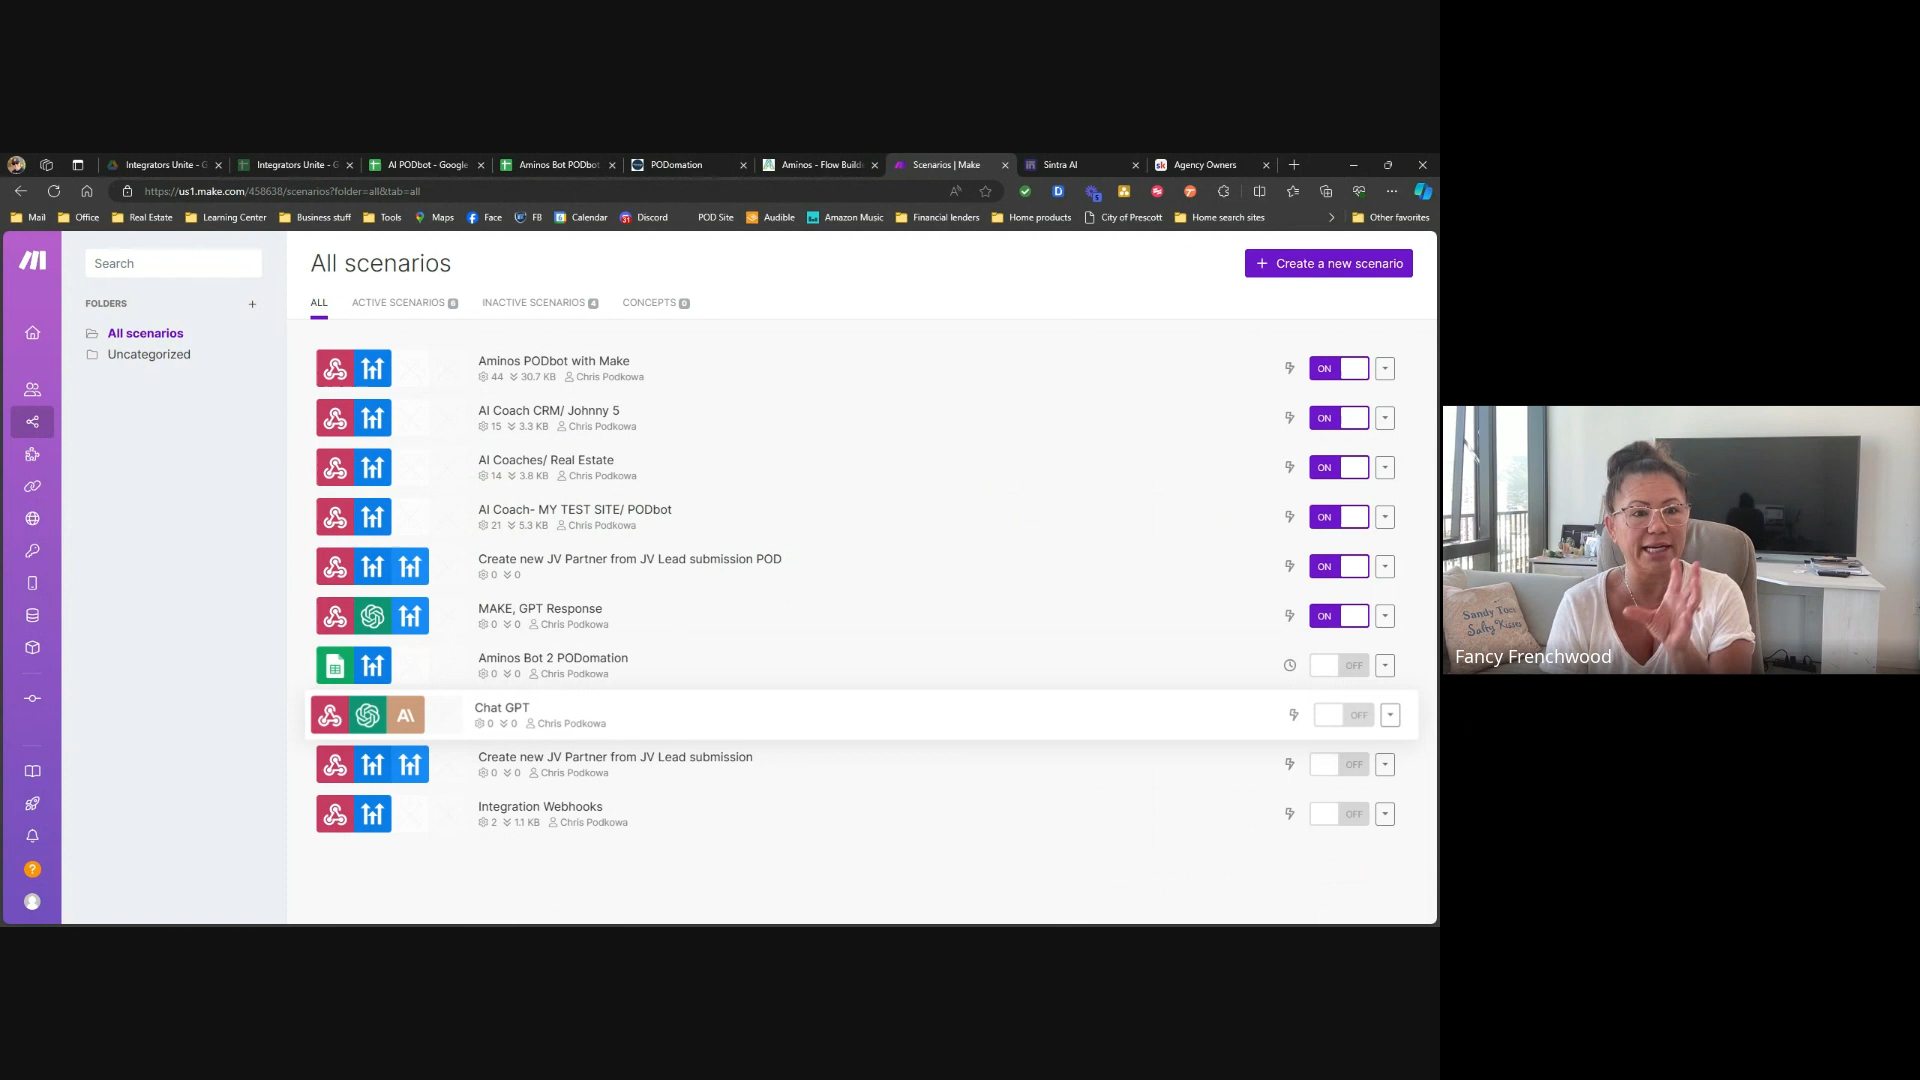 Integrators Unite - G
Integrators Unite - G
AI PODbot - Google
Aminos Bot PODbot
PODomation
Aminos - Flow Build
Scenarios | Make
Sintra AI
sk
Agency Owners
https://us1.make.com/458638/scenarios?folder=all&tab=all
Mail
Office
Real Estate
Learning Center
Business stuff
Tools
Maps
Face
FB
Calendar
Discord
POD Site
Audible
Amazon Music
Financial lenders
Home products
City of Prescott
Home search sites
Other favorites
Search
FOLDERS
All scenarios
Uncategorized
All scenarios
Create a new scenario
ALL
ACTIVE SCENARIOS 6
INACTIVE SCENARIOS 4
CONCEPTS 0
Aminos PODbot with Make
44 30.7 KB Chris Podkowa
ON
AI Coach CRM/ Johnny 5
15 3.3 KB Chris Podkowa
ON
AI Coaches/ Real Estate
14 3.8 KB Chris Podkowa
ON
AI Coach- MY TEST SITE/ PODbot
21 5.3 KB Chris Podkowa
ON
Create new JV Partner from JV Lead submission POD
0 0
ON
MAKE, GPT Response
0 0 Chris Podkowa
ON
Aminos Bot 2 PODomation
0 0 Chris Podkowa
OFF
Chat GPT
0 0 Chris Podkowa
OFF
Create new JV Partner from JV Lead submission
0 0 Chris Podkowa
OFF
Integration Webhooks
2 1.1 KB Chris Podkowa
OFF
Sandy Toes
Salty Kisses
Fancy Frenchwood